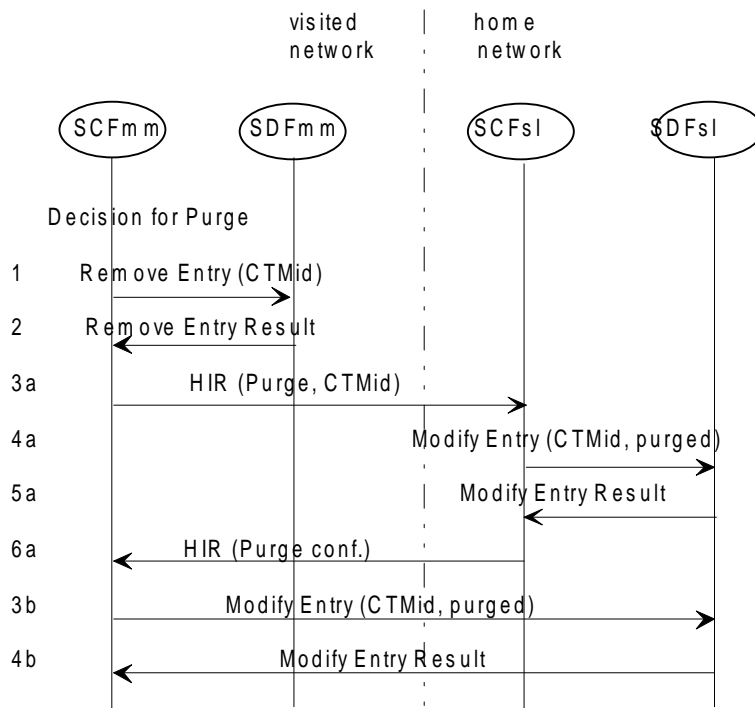 visited home
network network
SCFmm SDFmm SCFsl SDFsl
Decision for Purge
1 Remove Entry (CTMid)
2 Remove Entry Result
3a HIR (Purge, CTMid)
4a Modify Entry (CTMid, purged)
5a Modify Entry Result
6a HIR (Purge conf.)
3b Modify Entry (CTMid, purged)
4b Modify Entry Result